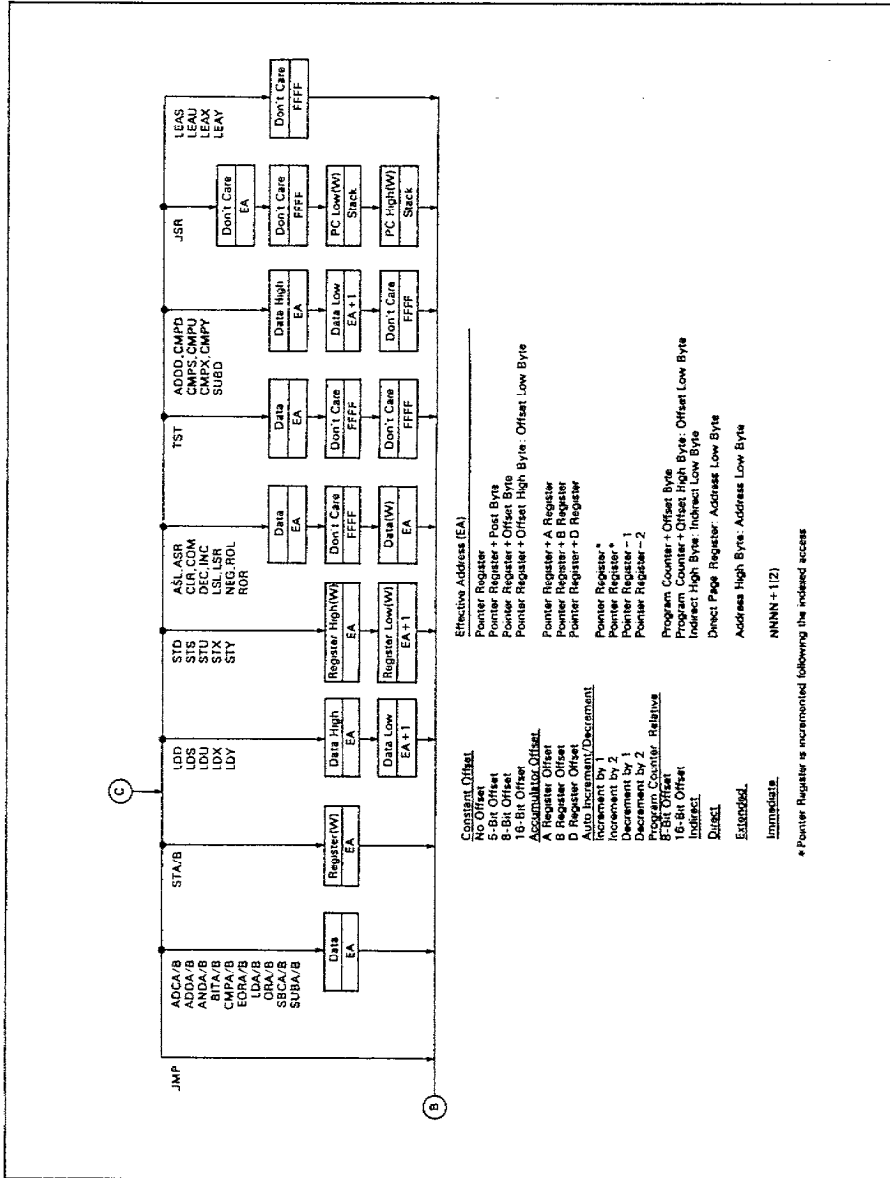 C
JMP
ADCA/B
ADDA/B
ANDA/B
BITA/B
CMPA/B
EORA/B
LDA/B
ORA/B
SBCA/B
SUBA/B
Data
EA
STA/B
Register(W)
EA
LDD
LDS
LDU
LDX
LDY
Data High
EA
Data Low
EA+1
STD
STS
STU
STX
STY
Register High(W)
EA
Register Low(W)
EA+1
ASL,ASR
CLR,COM
DEC,INC
LSL,LSR
NEG,ROL
ROR
Data
EA
Don't Care
FFFF
Data(W)
EA
TST
Data
EA
Don't Care
FFFF
Don't Care
FFFF
ADDD,CMPD
CMPS,CMPU
CMPX,CMPY
SUBD
Data High
EA
Data Low
EA+1
Don't Care
FFFF
JSR
Don't Care
EA
Don't Care
FFFF
PC Low(W)
Stack
PC High(W)
Stack
LEAS
LEAU
LEAX
LEAY
Don't Care
FFFF
B
Effective Address (EA)
Constant Offset
No Offset Pointer Register
5-Bit Offset Pointer Register+Post Byte
8-Bit Offset Pointer Register+Offset Byte
16-Bit Offset Pointer Register+Offset High Byte: Offset Low Byte
Accumulator Offset
A Register Offset Pointer Register+A Register
B Register Offset Pointer Register+B Register
D Register Offset Pointer Register+D Register
Auto Increment/Decrement
Increment by 1 Pointer Register*
Increment by 2 Pointer Register*
Decrement by 1 Pointer Register-1
Decrement by 2 Pointer Register-2
Program Counter Relative
8-Bit Offset Program Counter+Offset Byte
16-Bit Offset Program Counter+Offset High Byte: Offset Low Byte
Indirect Indirect High Byte: Indirect Low Byte
Direct Direct Page Register: Address Low Byte
Extended Address High Byte: Address Low Byte
Immediate NNNN+1(2)
*Pointer Register is incremented following the indexed access